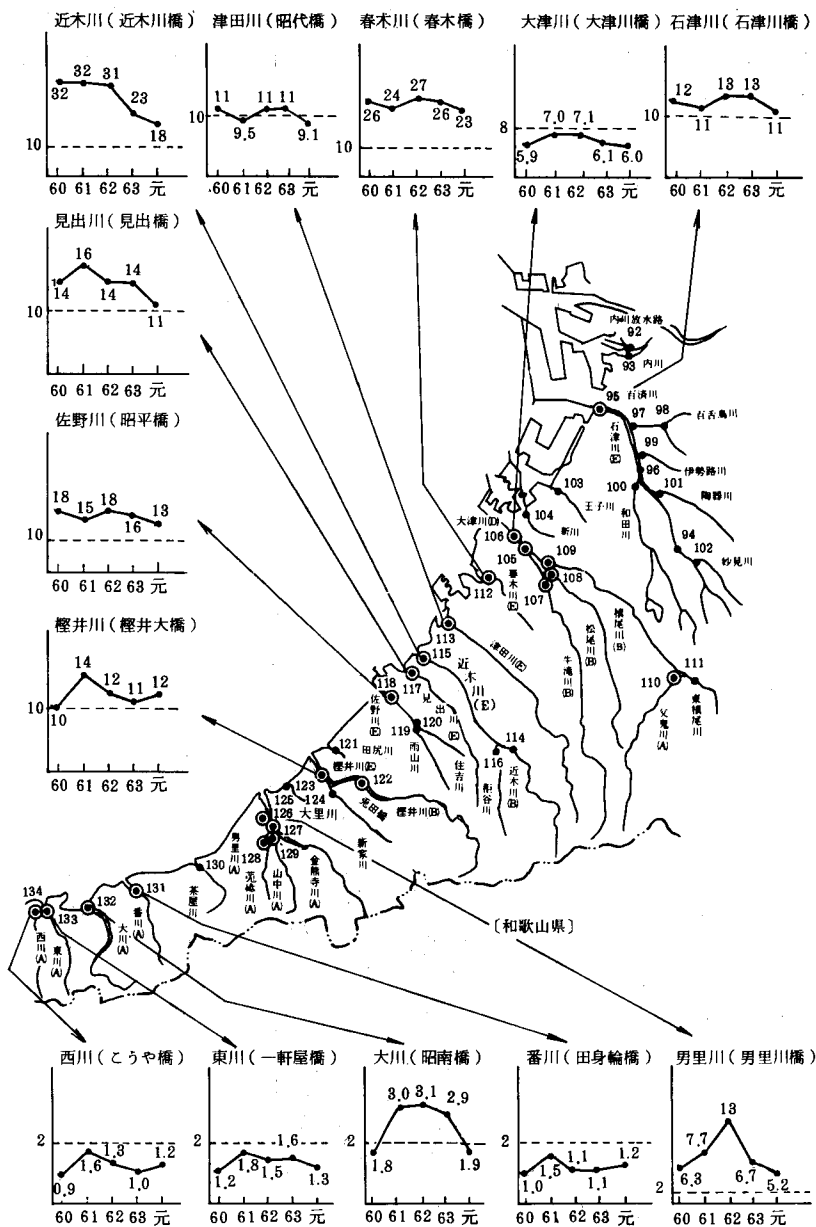 近木川（近木川橋）
32 32 31 23 18
10
60 61 62 63 元
津田川（昭代橋）
11 9.5 11 11 9.1
10
60 61 62 63 元
春木川（春木橋）
26 24 27 26 23
10
60 61 62 63 元
大津川（大津川橋）
8
5.9 7.0 7.1 6.1 6.0
60 61 62 63 元
石津川（石津川橋）
12 11 13 13 11
10
60 61 62 63 元
見出川（見出橋）
14 16 14 14 11
10
60 61 62 63 元
佐野川（昭平橋）
18 15 18 16 13
10
60 61 62 63 元
樫井川（樫井大橋）
10 14 12 11 12
10
60 61 62 63 元
内川放水路
92
93 内川
95 百済川
97 98 百舌鳥川
石津川(E)
99
96 伊勢路川
100 101 陶器川
和田川
94
102 妙見川
103
王子川
104
新川
大津川(D)
106
105
109
108
107
112
春木川(E)
槇尾川(B)
松尾川(B)
牛滝川(B)
113
津田川(E)
110 111
父鬼川(A)
東槇尾川
115
近木川(E)
117
118
見出川(E)
佐野川(E)
120
119
雨山川
住吉川
114
116
近木川(B)
121 田尻川
樫井川(E)
122
樫井川(B)
123
124
125 大里川
126
新家川
127
128
129
男里川(A)
山中川(A)
金熊寺川(A)
130
茶屋川
131
番川(A)
132
大川(A)
134
133
西川(A)
東川(A)
〔和歌山県〕
西川（こうや橋）
2
0.9 1.6 1.3 1.0 1.2
60 61 62 63 元
東川（一軒屋橋）
2
1.2 1.8 1.5 1.6 1.3
60 61 62 63 元
大川（昭南橋）
2
1.8 3.0 3.1 2.9 1.9
60 61 62 63 元
番川（田身輪橋）
2
1.0 1.5 1.1 1.1 1.2
60 61 62 63 元
男里川（男里川橋）
6.3 7.7 13 6.7 5.2
2
60 61 62 63 元